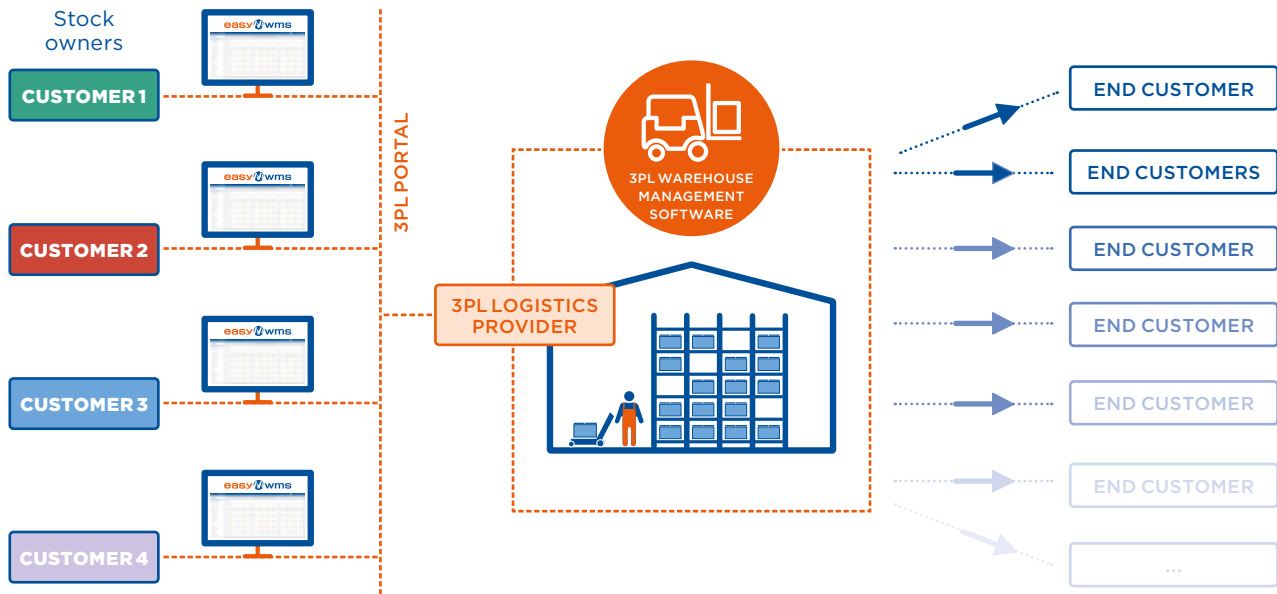 Stock
owners
CUSTOMER 1
easy wms
CUSTOMER 2
easy wms
CUSTOMER 3
easy wms
CUSTOMER 4
easy wms
3PL PORTAL
3PL LOGISTICS
PROVIDER
3PL WAREHOUSE
MANAGEMENT
SOFTWARE
END CUSTOMER
END CUSTOMERS
END CUSTOMER
END CUSTOMER
END CUSTOMER
END CUSTOMER
...